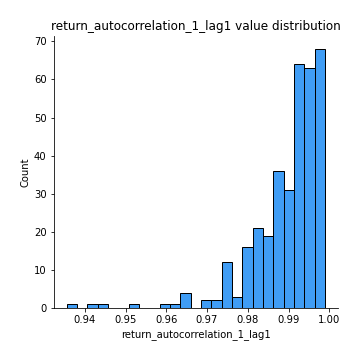 return_autocorrelation_1_lag1 value distribution
70
60
50
40
30
20
10
0
Count
0.94 0.95 0.96 0.97 0.98 0.99 1.00
return_autocorrelation_1_lag1